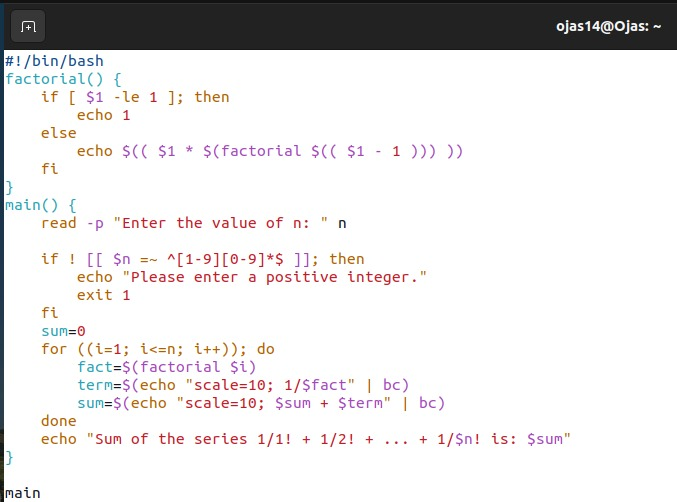 ojas14@Ojas: ~
#!/bin/bash
factorial() {
    if [ $1 -le 1 ]; then
        echo 1
    else
        echo $(( $1 * $(factorial $(( $1 - 1 ))) ))
    fi
}
main() {
    read -p "Enter the value of n: " n

    if ! [[ $n =~ ^[1-9][0-9]*$ ]]; then
        echo "Please enter a positive integer."
        exit 1
    fi
    sum=0
    for ((i=1; i<=n; i++)); do
        fact=$(factorial $i)
        term=$(echo "scale=10; 1/$fact" | bc)
        sum=$(echo "scale=10; $sum + $term" | bc)
    done
    echo "Sum of the series 1/1! + 1/2! + ... + 1/$n! is: $sum"
}

main